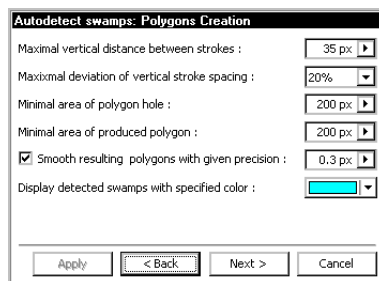 Autodetect swamps: Polygons Creation
Maximal vertical distance between strokes : 35 px
Maxixmal deviation of vertical stroke spacing : 20%
Minimal area of polygon hole : 200 px
Minimal area of produced polygon : 200 px
Smooth resulting polygons with given precision : 0.3 px
Display detected swamps with specified color :
Apply < Back Next > Cancel